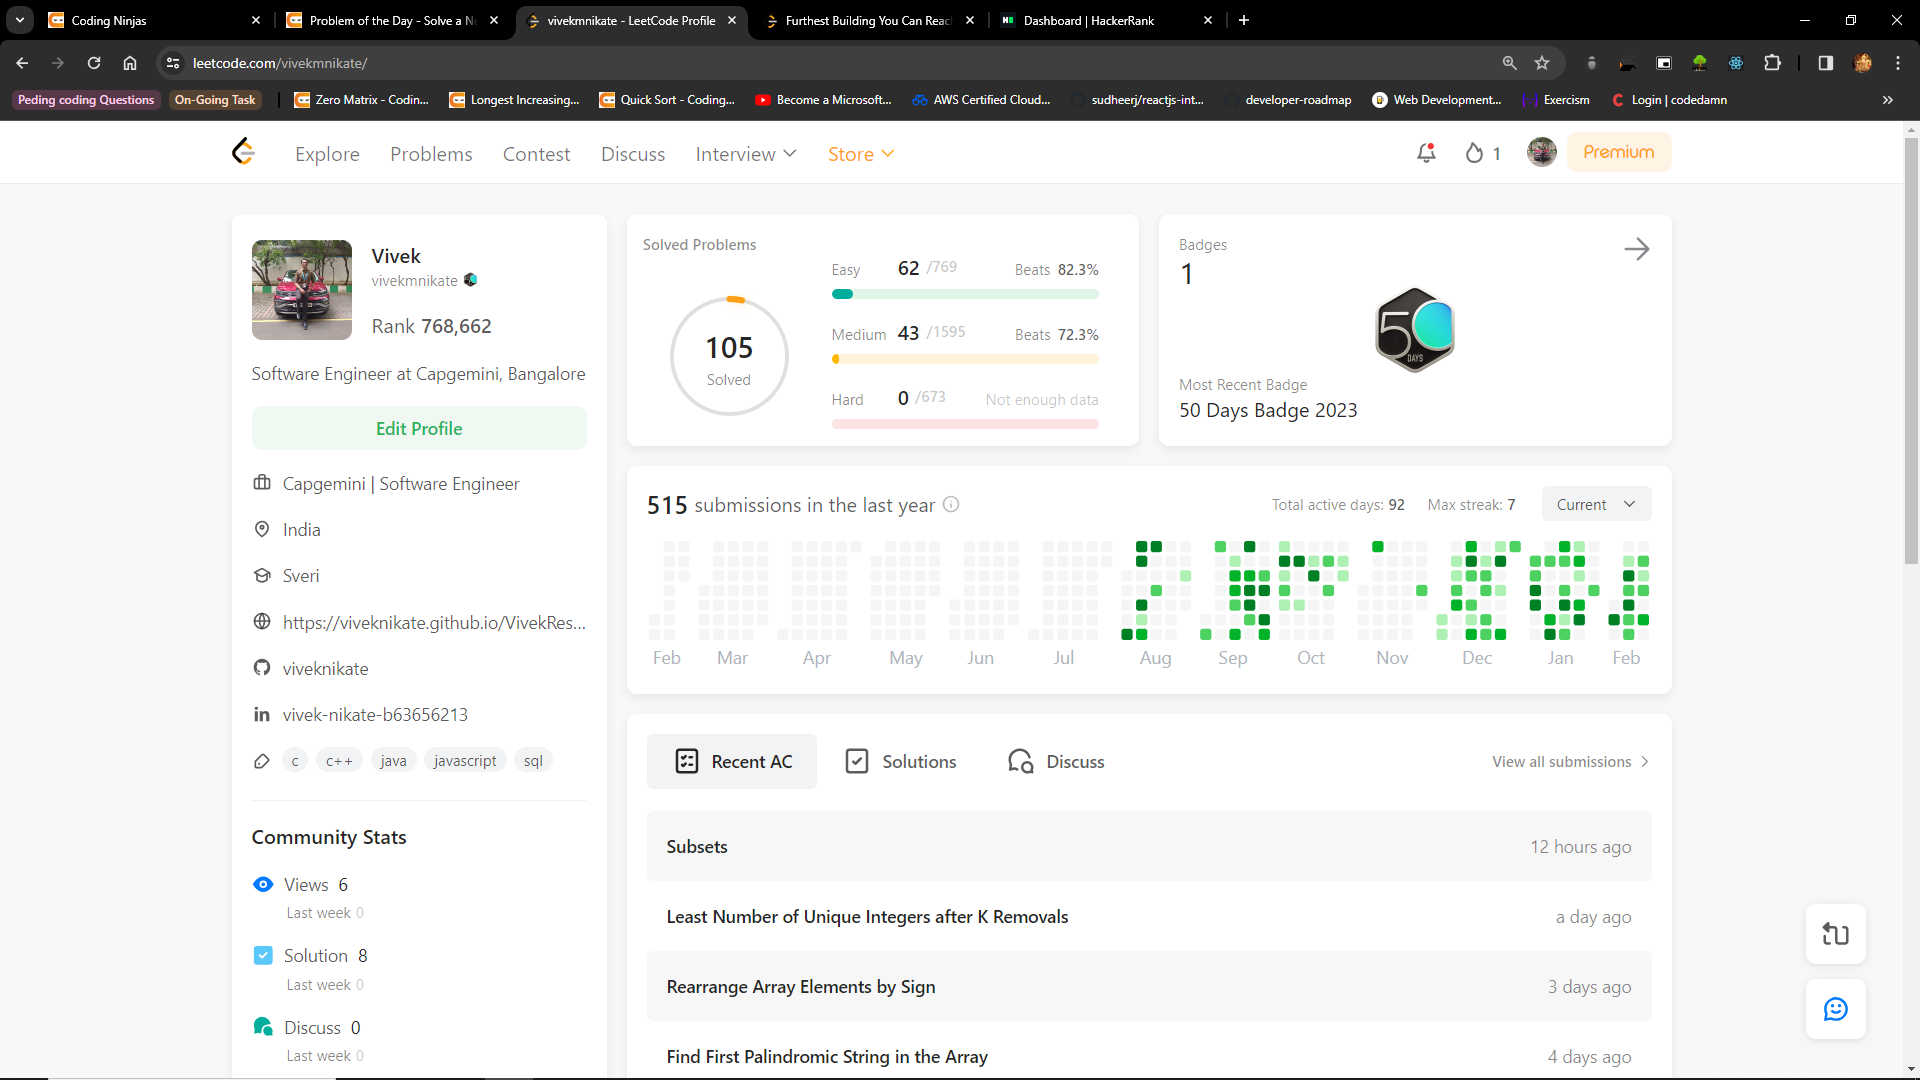 Coding Ninjas
Problem of the Day - Solve a Ne
vivekmnikate - LeetCode Profile
Furthest Building You Can Reac
Dashboard | HackerRank
leetcode.com/vivekmnikate/
Peding coding Questions
On-Going Task
Zero Matrix - Codin...
Longest Increasing...
Quick Sort - Coding...
Become a Microsoft...
AWS Certified Cloud...
sudheerj/reactjs-int...
developer-roadmap
Web Development...
Exercism
Login | codedamn
Explore
Problems
Contest
Discuss
Interview
Store
1
Premium
Vivek
vivekmnikate
Rank 768,662
Software Engineer at Capgemini, Bangalore
Edit Profile
Capgemini | Software Engineer
India
Sveri
https://viveknikate.github.io/VivekRes...
viveknikate
vivek-nikate-b63656213
c c++ java javascript sql
Community Stats
Views 6
Last week 0
Solution 8
Last week 0
Discuss 0
Last week 0
Solved Problems
105
Solved
Easy 62 /769 Beats 82.3%
Medium 43 /1595 Beats 72.3%
Hard 0 /673 Not enough data
Badges
1
50
DAYS
Most Recent Badge
50 Days Badge 2023
515 submissions in the last year
Total active days: 92
Max streak: 7
Current
Feb Mar Apr May Jun Jul Aug Sep Oct Nov Dec Jan Feb
Recent AC
Solutions
Discuss
View all submissions
Subsets 12 hours ago
Least Number of Unique Integers after K Removals a day ago
Rearrange Array Elements by Sign 3 days ago
Find First Palindromic String in the Array 4 days ago